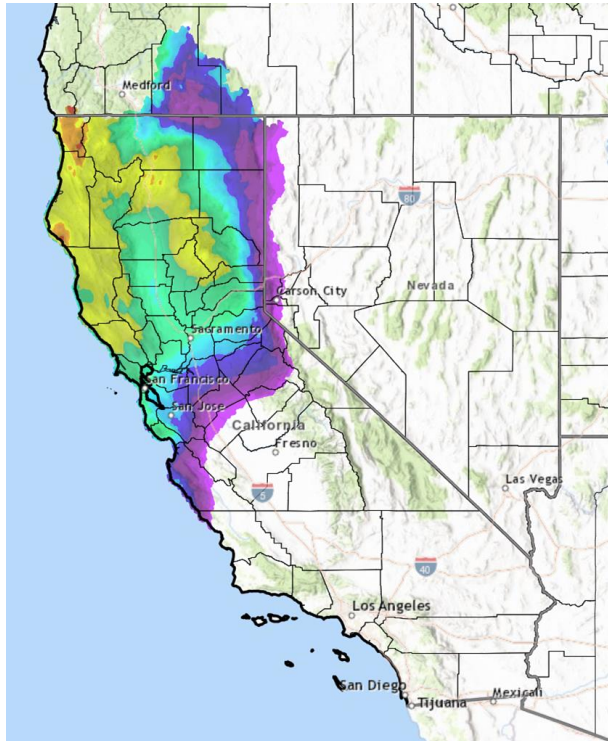 Medford
80
Nevada
Carson City
Sacramento
San Francisco
San Jose
California
Fresno
Las Vegas
5
40
Los Angeles
San Diego
Mexicali
Tijuana